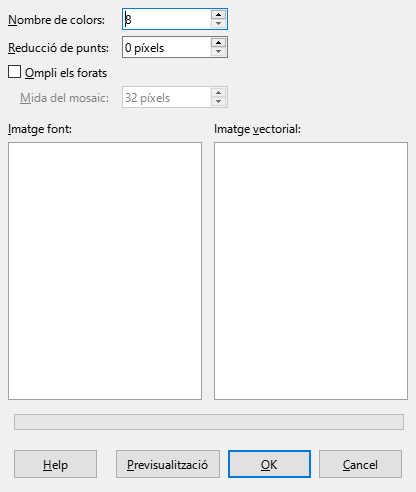 Nombre de colors: 8
Reducció de punts: 0 píxels
Ompli els forats
Mida del mosaic: 32 píxels
Imatge font: Imatge vectorial:
Help Previsualització OK Cancel